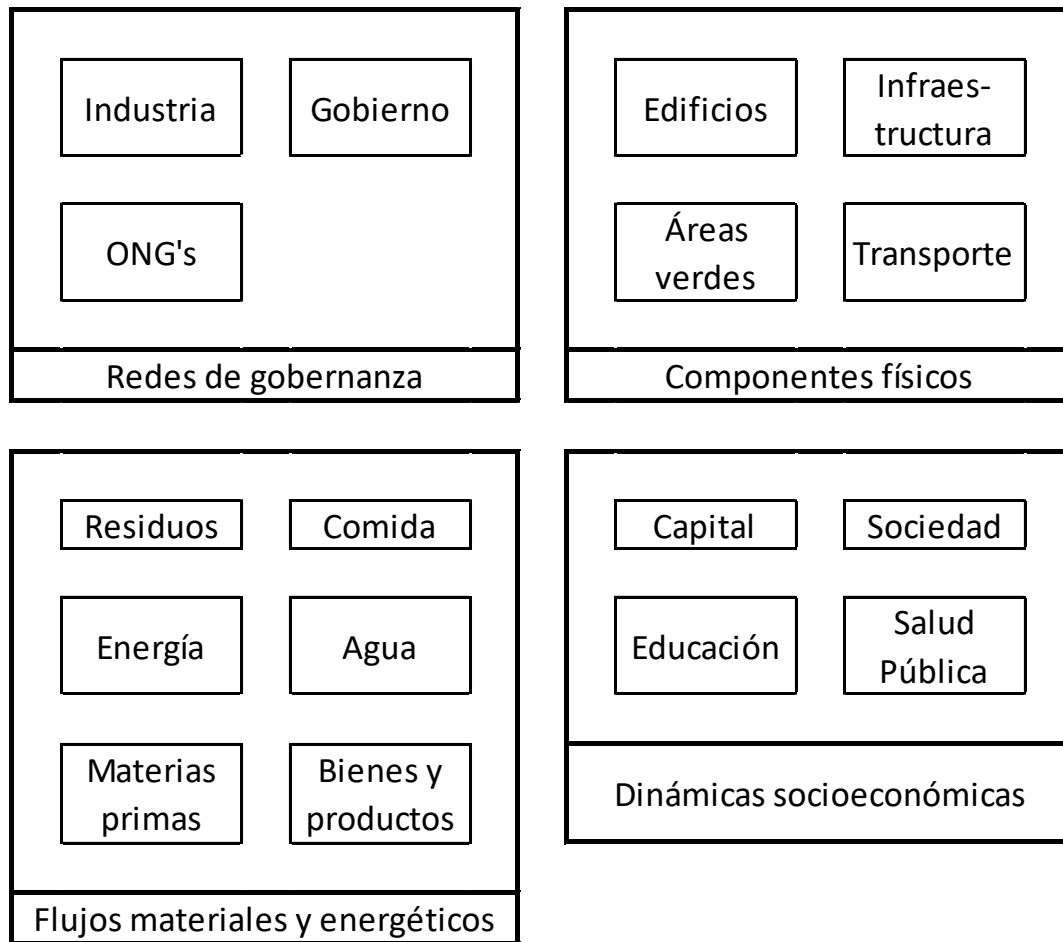 Industria
Gobierno
ONG's
Redes de gobernanza
Edificios
Infraes-
tructura
Áreas
verdes
Transporte
Componentes físicos
Residuos
Comida
Energía
Agua
Materias
primas
Bienes y
productos
Flujos materiales y energéticos
Capital
Sociedad
Educación
Salud
Pública
Dinámicas socioeconómicas